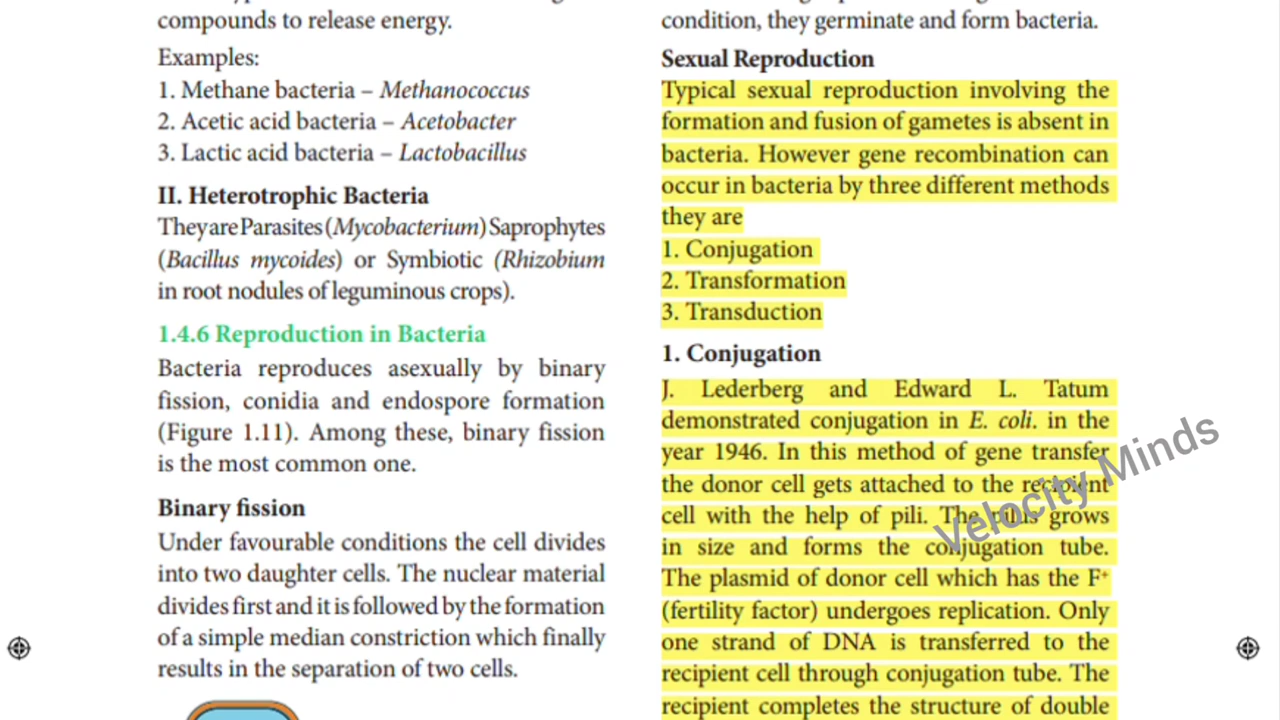 compounds to release energy.
Examples:
1. Methane bacteria – Methanococcus
2. Acetic acid bacteria – Acetobacter
3. Lactic acid bacteria – Lactobacillus
II. Heterotrophic Bacteria
They are Parasites (Mycobacterium) Saprophytes
(Bacillus mycoides) or Symbiotic (Rhizobium
in root nodules of leguminous crops).
1.4.6 Reproduction in Bacteria
Bacteria reproduces asexually by binary
fission, conidia and endospore formation
(Figure 1.11). Among these, binary fission
is the most common one.
Binary fission
Under favourable conditions the cell divides
into two daughter cells. The nuclear material
divides first and it is followed by the formation
of a simple median constriction which finally
results in the separation of two cells.
condition, they germinate and form bacteria.
Sexual Reproduction
Typical sexual reproduction involving the
formation and fusion of gametes is absent in
bacteria. However gene recombination can
occur in bacteria by three different methods
they are
1. Conjugation
2. Transformation
3. Transduction
1. Conjugation
J. Lederberg and Edward L. Tatum
demonstrated conjugation in E. coli. in the
year 1946. In this method of gene transfer
the donor cell gets attached to the recipient
cell with the help of pili. The pilus grows
in size and forms the conjugation tube.
The plasmid of donor cell which has the F⁺
(fertility factor) undergoes replication. Only
one strand of DNA is transferred to the
recipient cell through conjugation tube. The
recipient completes the structure of double
Velocity Minds